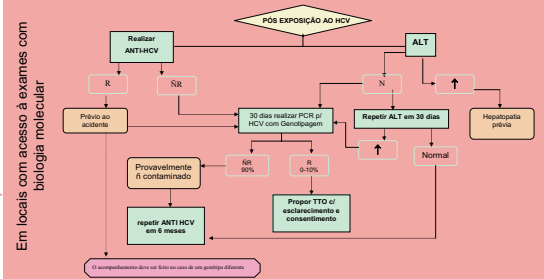 Em locais com acesso à exames com
biologia molecular
PÓS EXPOSIÇÃO AO HCV
Realizar
ANTI-HCV
ALT
R
ÑR
N
Prévio ao
acidente
30 dias realizar PCR p/
HCV com Genotipagem
Repetir ALT em 30 dias
Hepatopatia
prévia
Provavelmente
ñ contaminado
ÑR
90%
R
0-10%
Normal
repetir ANTI HCV
em 6 meses
Propor TTO c/
esclarecimento e
consentimento
O acompanhamento deve ser feito no caso de um genótipo diferente